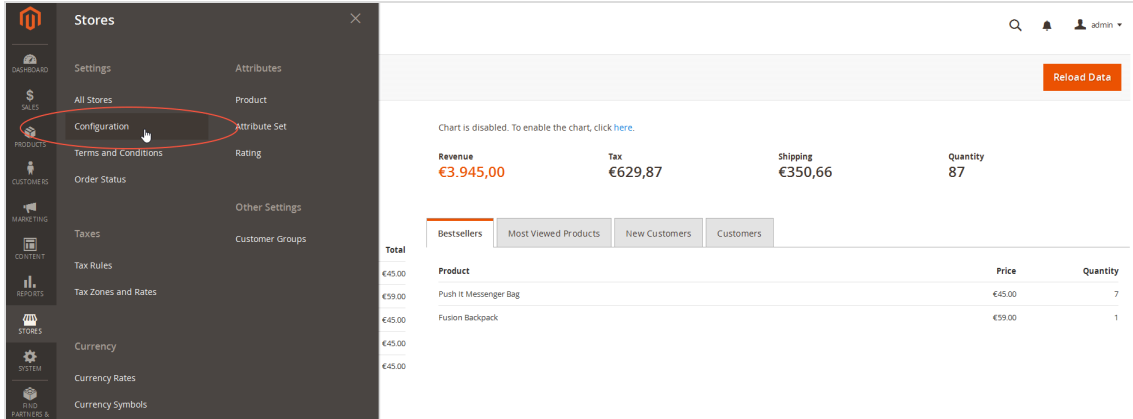 Stores
admin
DASHBOARD
SALES
PRODUCTS
CUSTOMERS
MARKETING
CONTENT
REPORTS
STORES
SYSTEM
FIND
PARTNERS &
Settings
All Stores
Configuration
Terms and Conditions
Order Status
Taxes
Tax Rules
Tax Zones and Rates
Currency
Currency Rates
Currency Symbols
Attributes
Product
Attribute Set
Rating
Other Settings
Customer Groups
Reload Data
Chart is disabled. To enable the chart, click here.
Revenue Tax Shipping Quantity
€3.945,00 €629,87 €350,66 87
Total
€45.00
€59.00
€45.00
€45.00
€45.00
Bestsellers Most Viewed Products New Customers Customers
Product Price Quantity
Push It Messenger Bag €45.00 7
Fusion Backpack €59.00 1